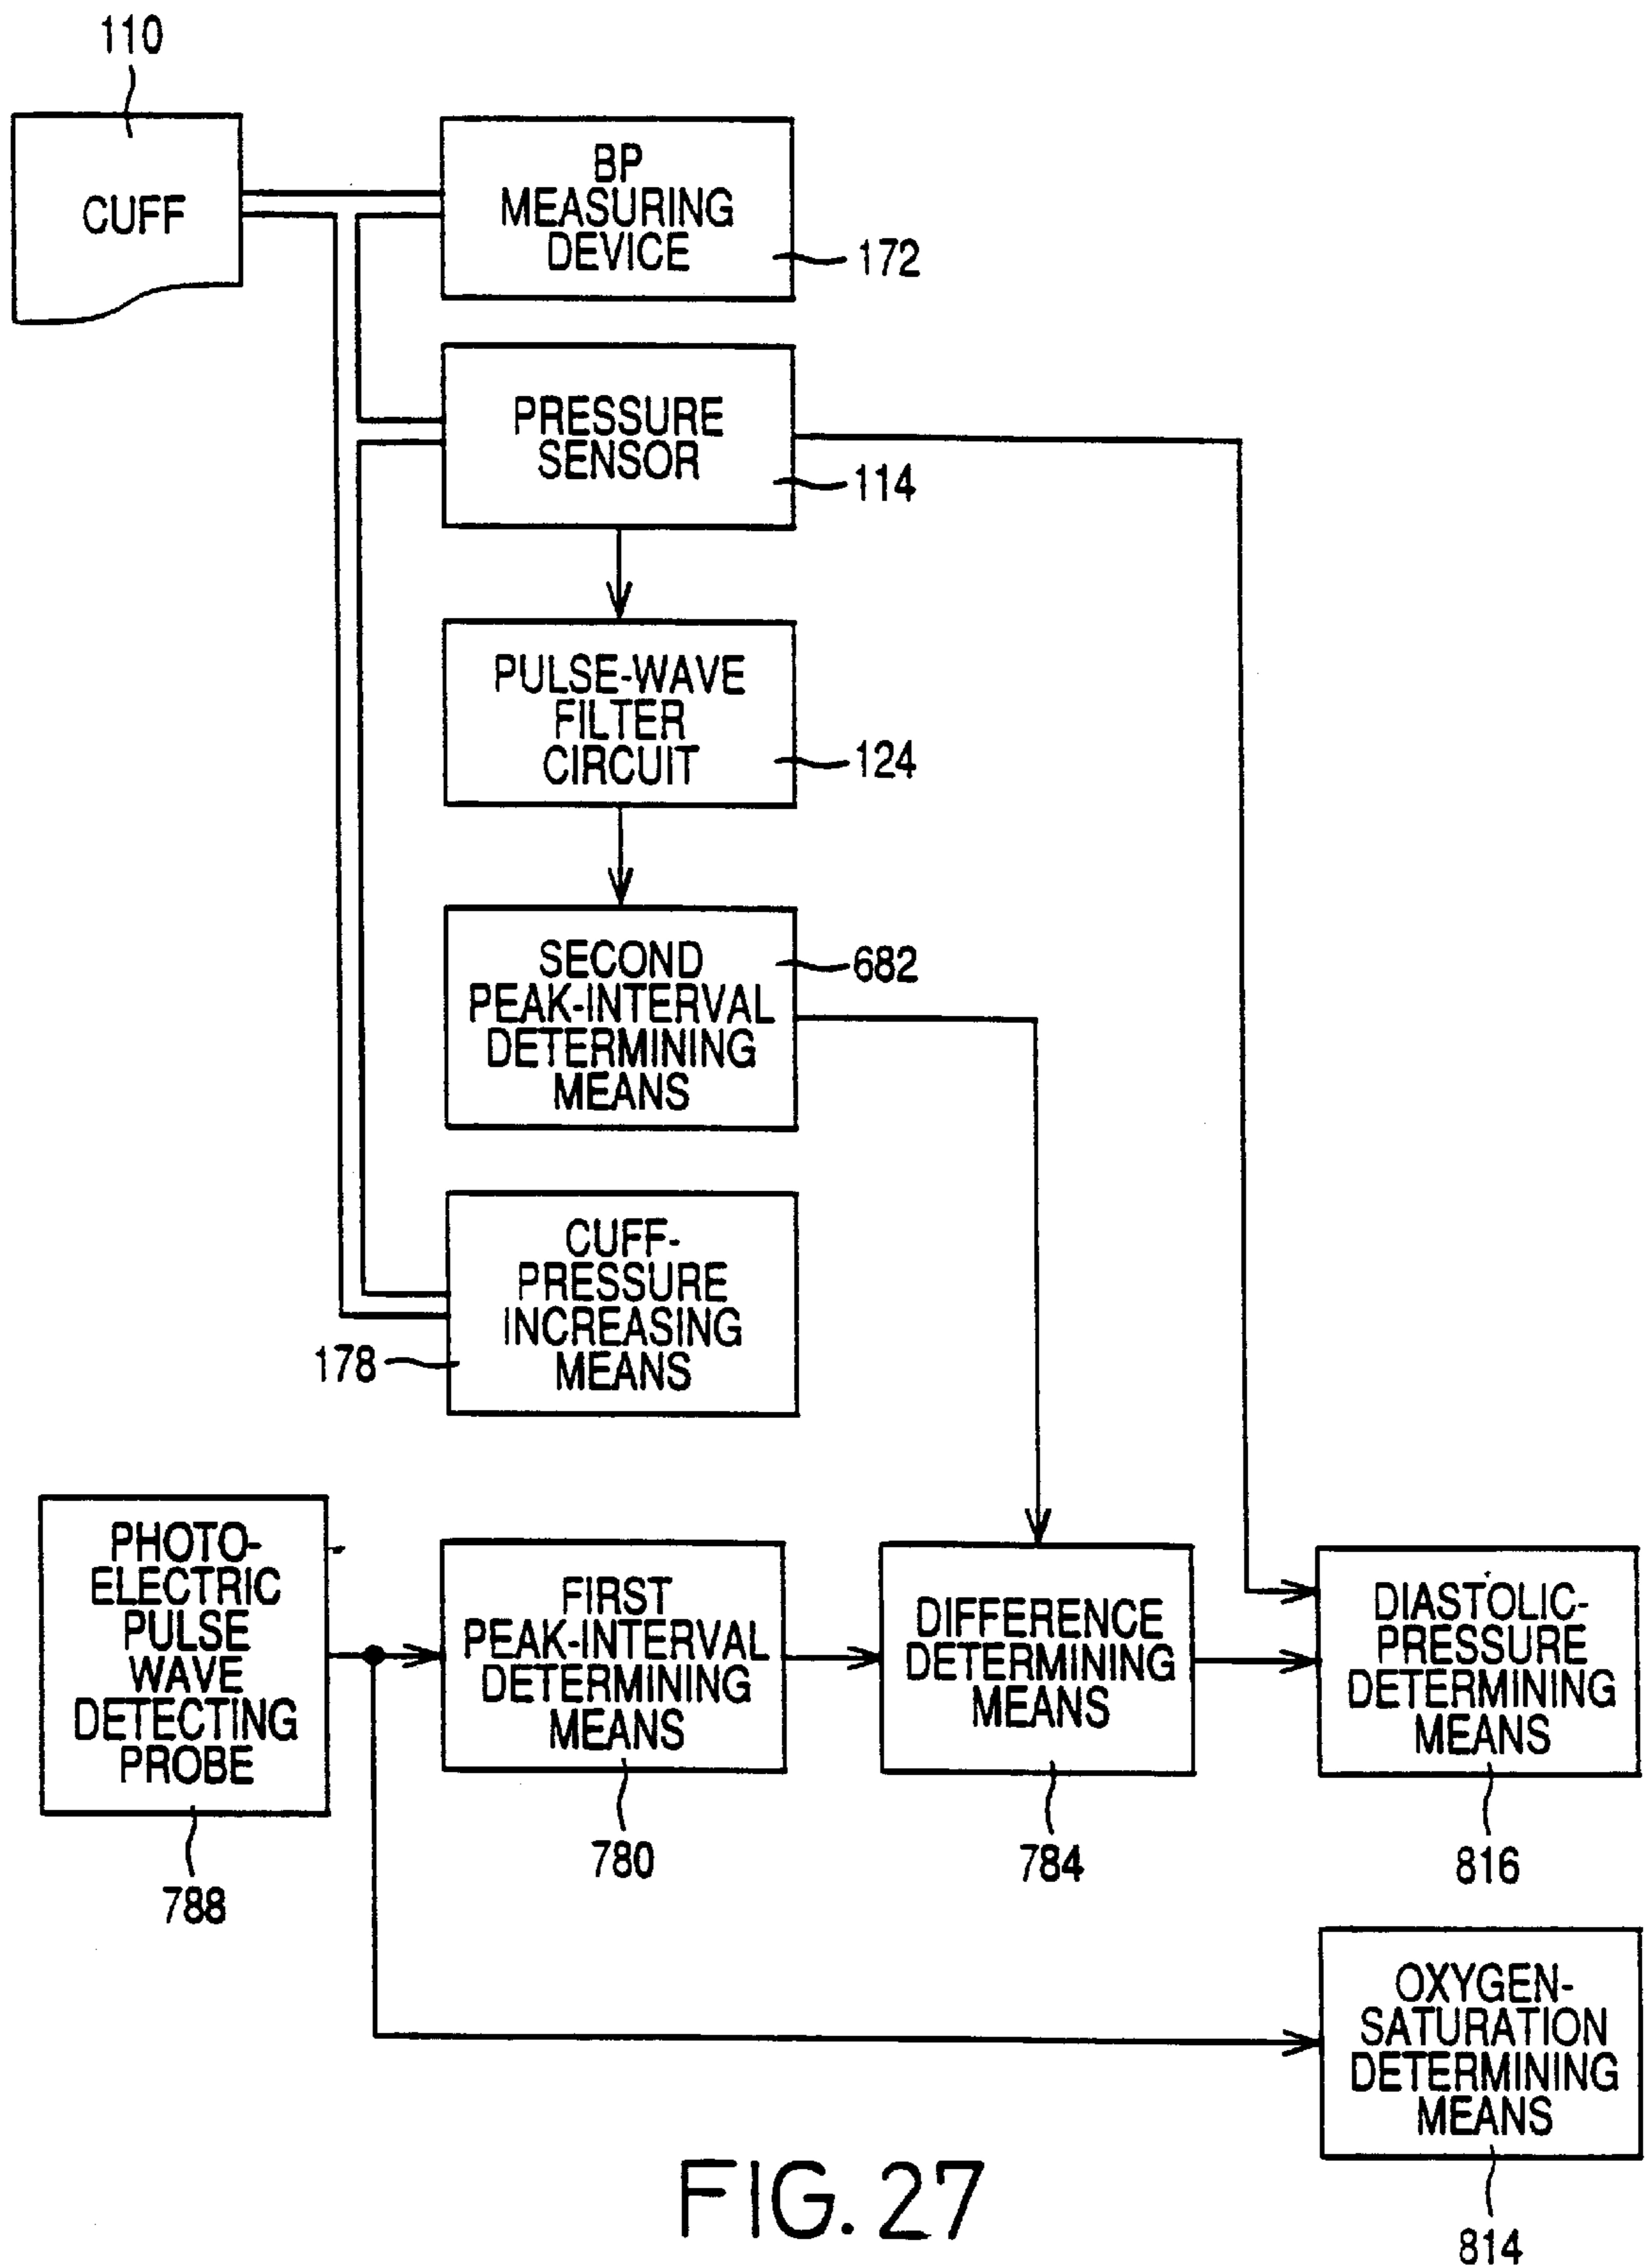 110
CUFF
BP
MEASURING
DEVICE
172
PRESSURE
SENSOR
114
PULSE-WAVE
FILTER
CIRCUIT
124
SECOND
PEAK-INTERVAL
DETERMINING
MEANS
682
CUFF-
PRESSURE
INCREASING
MEANS
178
PHOTO-
ELECTRIC
PULSE
WAVE
DETECTING
PROBE
788
FIRST
PEAK-INTERVAL
DETERMINING
MEANS
780
DIFFERENCE
DETERMINING
MEANS
784
DIASTOLIC-
PRESSURE
DETERMINING
MEANS
816
OXYGEN-
SATURATION
DETERMINING
MEANS
814
FIG. 27